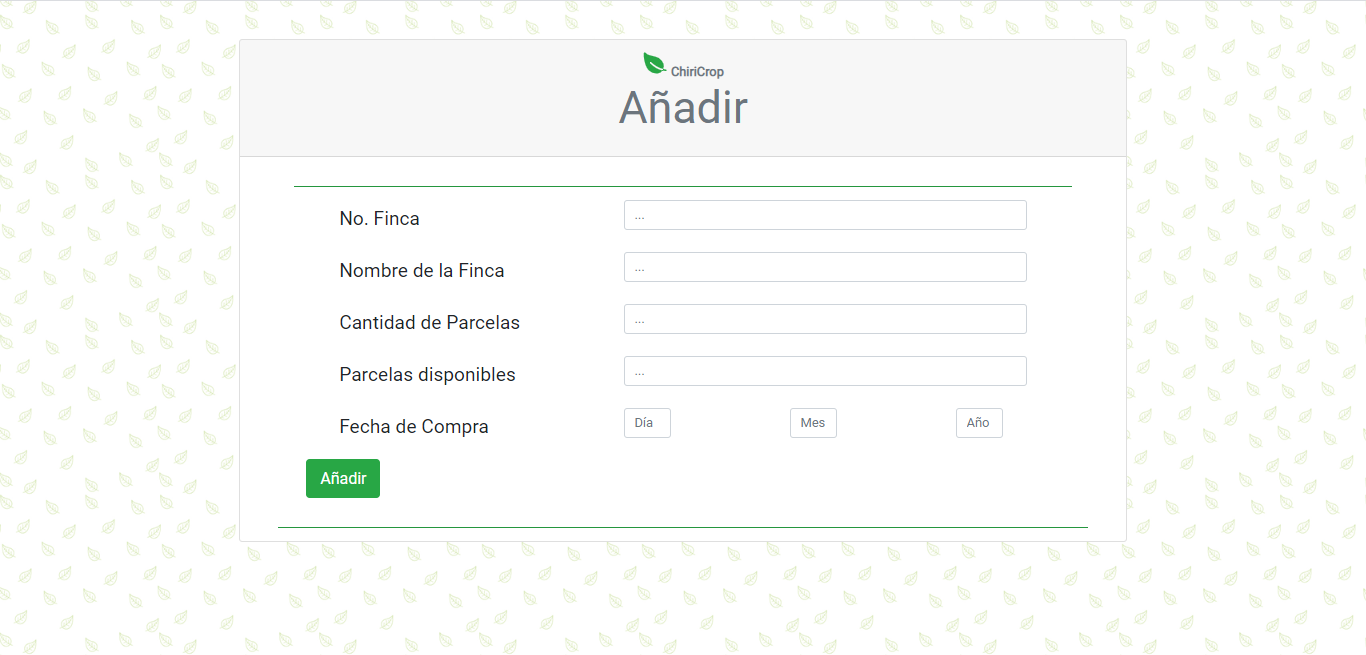 ChiriCrop
Añadir
No. Finca ...
Nombre de la Finca ...
Cantidad de Parcelas ...
Parcelas disponibles ...
Fecha de Compra Día Mes Año
Añadir